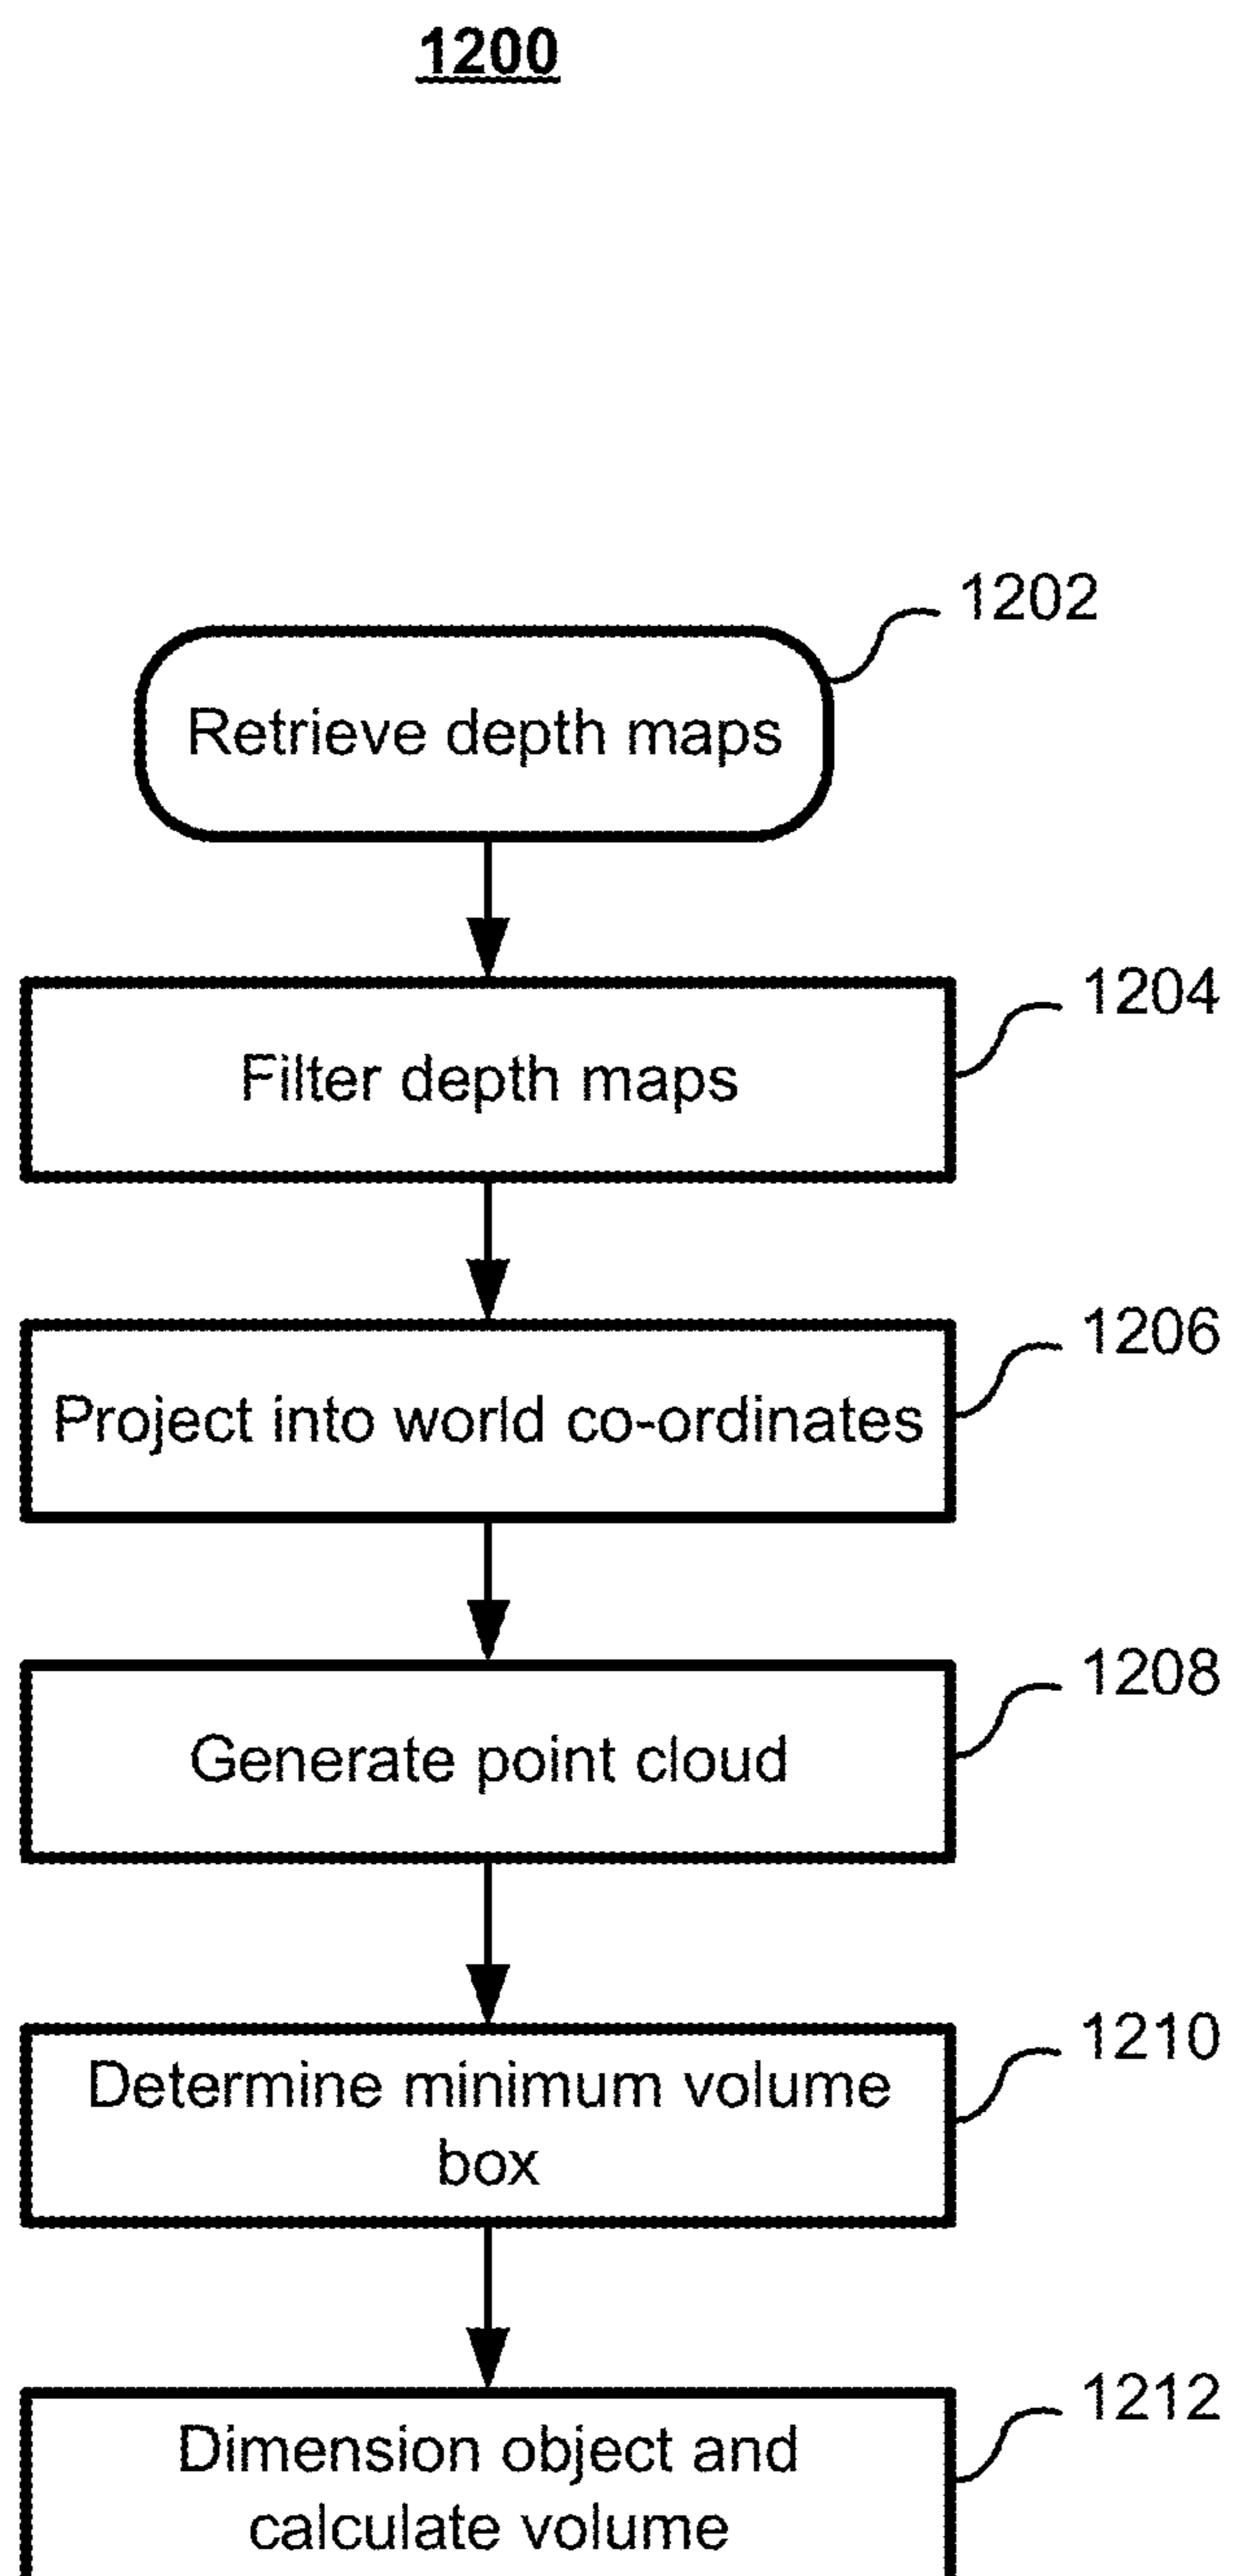 1200
1202
Retrieve depth maps
1204
Filter depth maps
1206
Project into world co-ordinates
1208
Generate point cloud
1210
Determine minimum volume
box
1212
Dimension object and
calculate volume